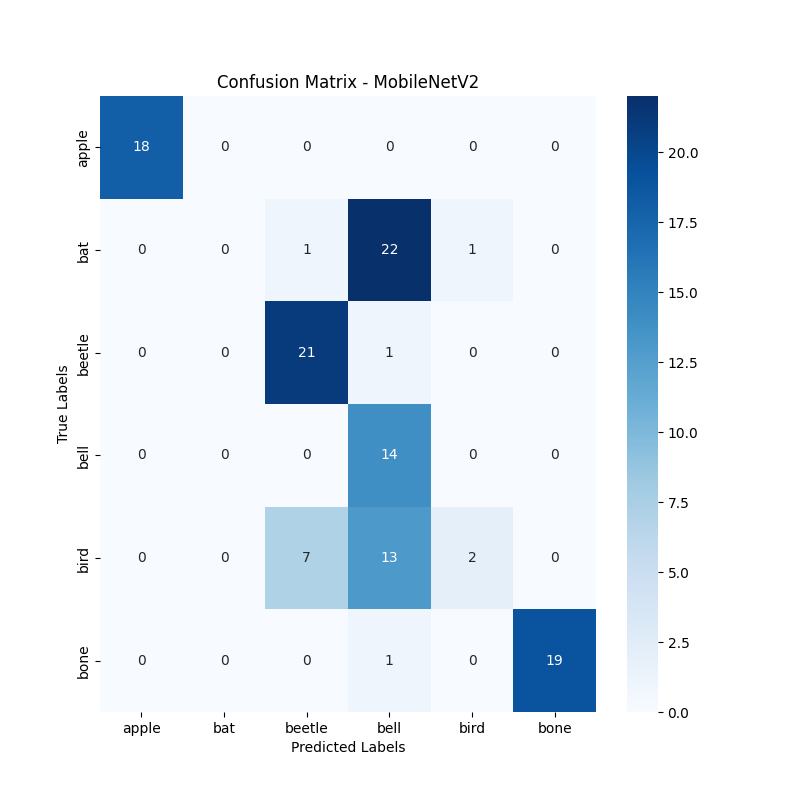 Confusion Matrix - MobileNetV2
apple 18 0 0 0 0 0
bat 0 0 1 22 1 0
beetle 0 0 21 1 0 0
bell 0 0 0 14 0 0
bird 0 0 7 13 2 0
bone 0 0 0 1 0 19
True Labels
apple bat beetle bell bird bone
Predicted Labels
20.0
17.5
15.0
12.5
10.0
7.5
5.0
2.5
0.0